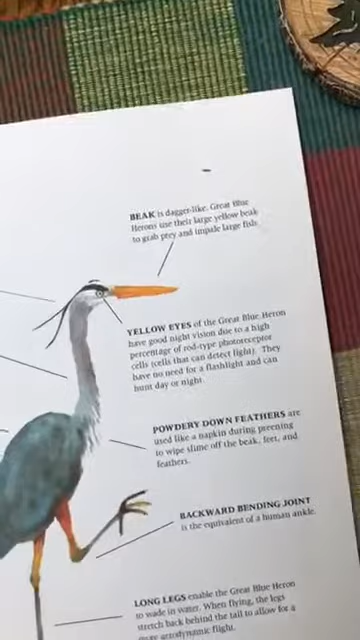 BEAK is dagger-like. Great Blue
Herons use their large yellow beak
to grab prey and impale large fish.
YELLOW EYES of the Great Blue Heron
have good night vision due to a high
percentage of rod-type photoreceptor
cells (cells that can detect light). They
have no need for a flashlight and can
hunt day or night.
POWDERY DOWN FEATHERS are
used like a napkin during preening
to wipe slime off the beak, feet, and
feathers.
BACKWARD BENDING JOINT
is the equivalent of a human ankle.
LONG LEGS enable the Great Blue Heron
to wade in water. When flying, the legs
stretch back behind the tail to allow for a
more aerodynamic flight.